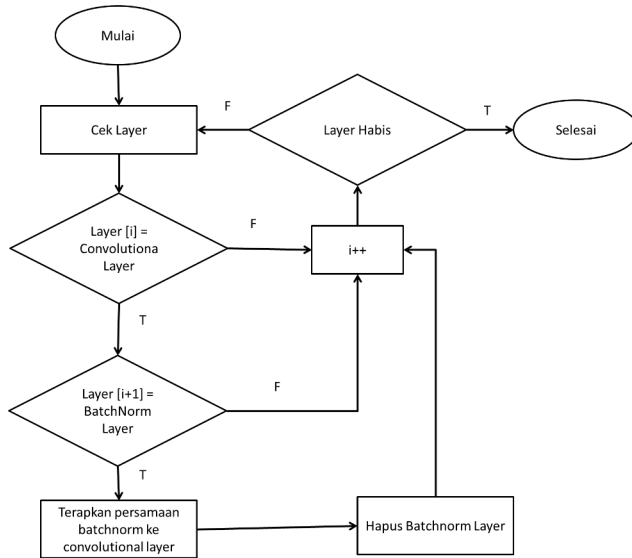 Mulai
Cek Layer
F
Layer Habis
T
Selesai
Layer [i] =
Convolutiona
Layer
F
i++
T
Layer [i+1] =
BatchNorm
Layer
F
T
Terapkan persamaan
batchnorm ke
convolutional layer
Hapus Batchnorm Layer